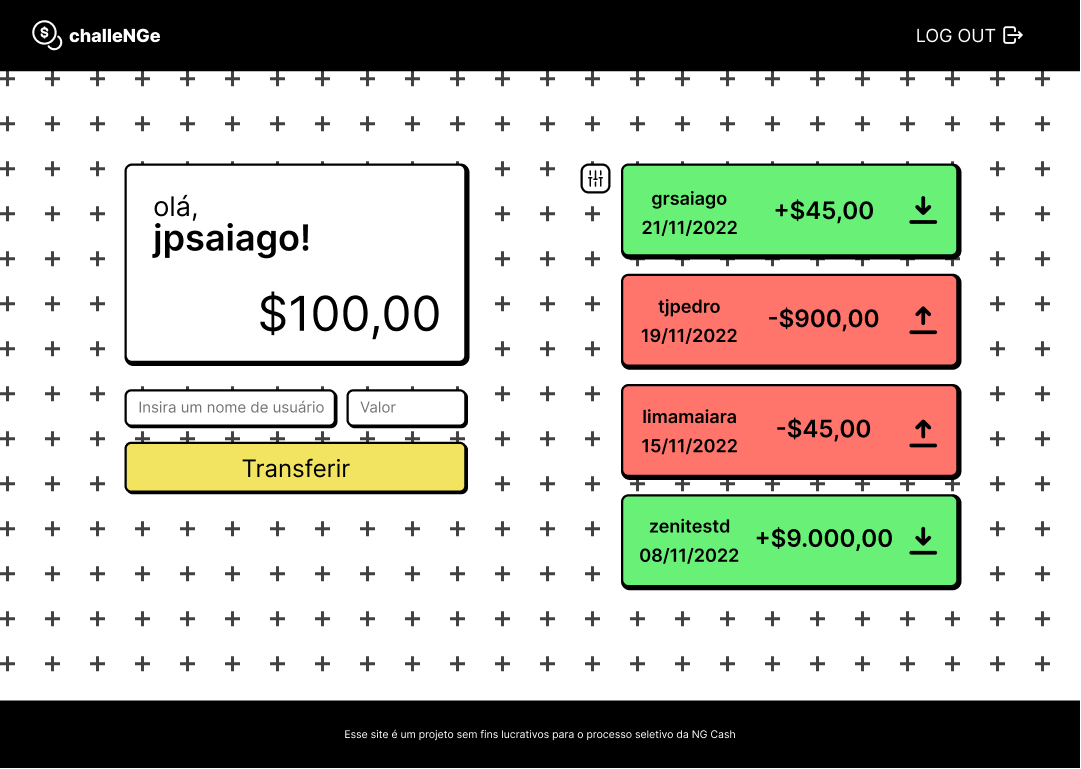 challeNGe
LOG OUT
olá,
jpsaiago!
$100,00
Insira um nome de usuário
Valor
Transferir
grsaiago
21/11/2022
+$45,00
tjpedro
19/11/2022
-$900,00
limamaiara
15/11/2022
-$45,00
zenitestd
08/11/2022
+$9.000,00
Esse site é um projeto sem fins lucrativos para o processo seletivo da NG Cash